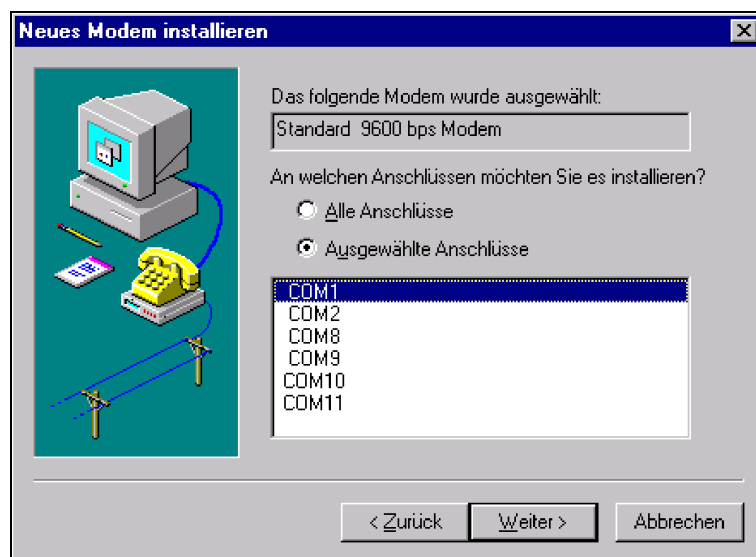 Neues Modem installieren
Das folgende Modem wurde ausgewählt:
Standard 9600 bps Modem
An welchen Anschlüssen möchten Sie es installieren?
Alle Anschlüsse
Ausgewählte Anschlüsse
COM1
COM2
COM8
COM9
COM10
COM11
< Zurück
Weiter >
Abbrechen